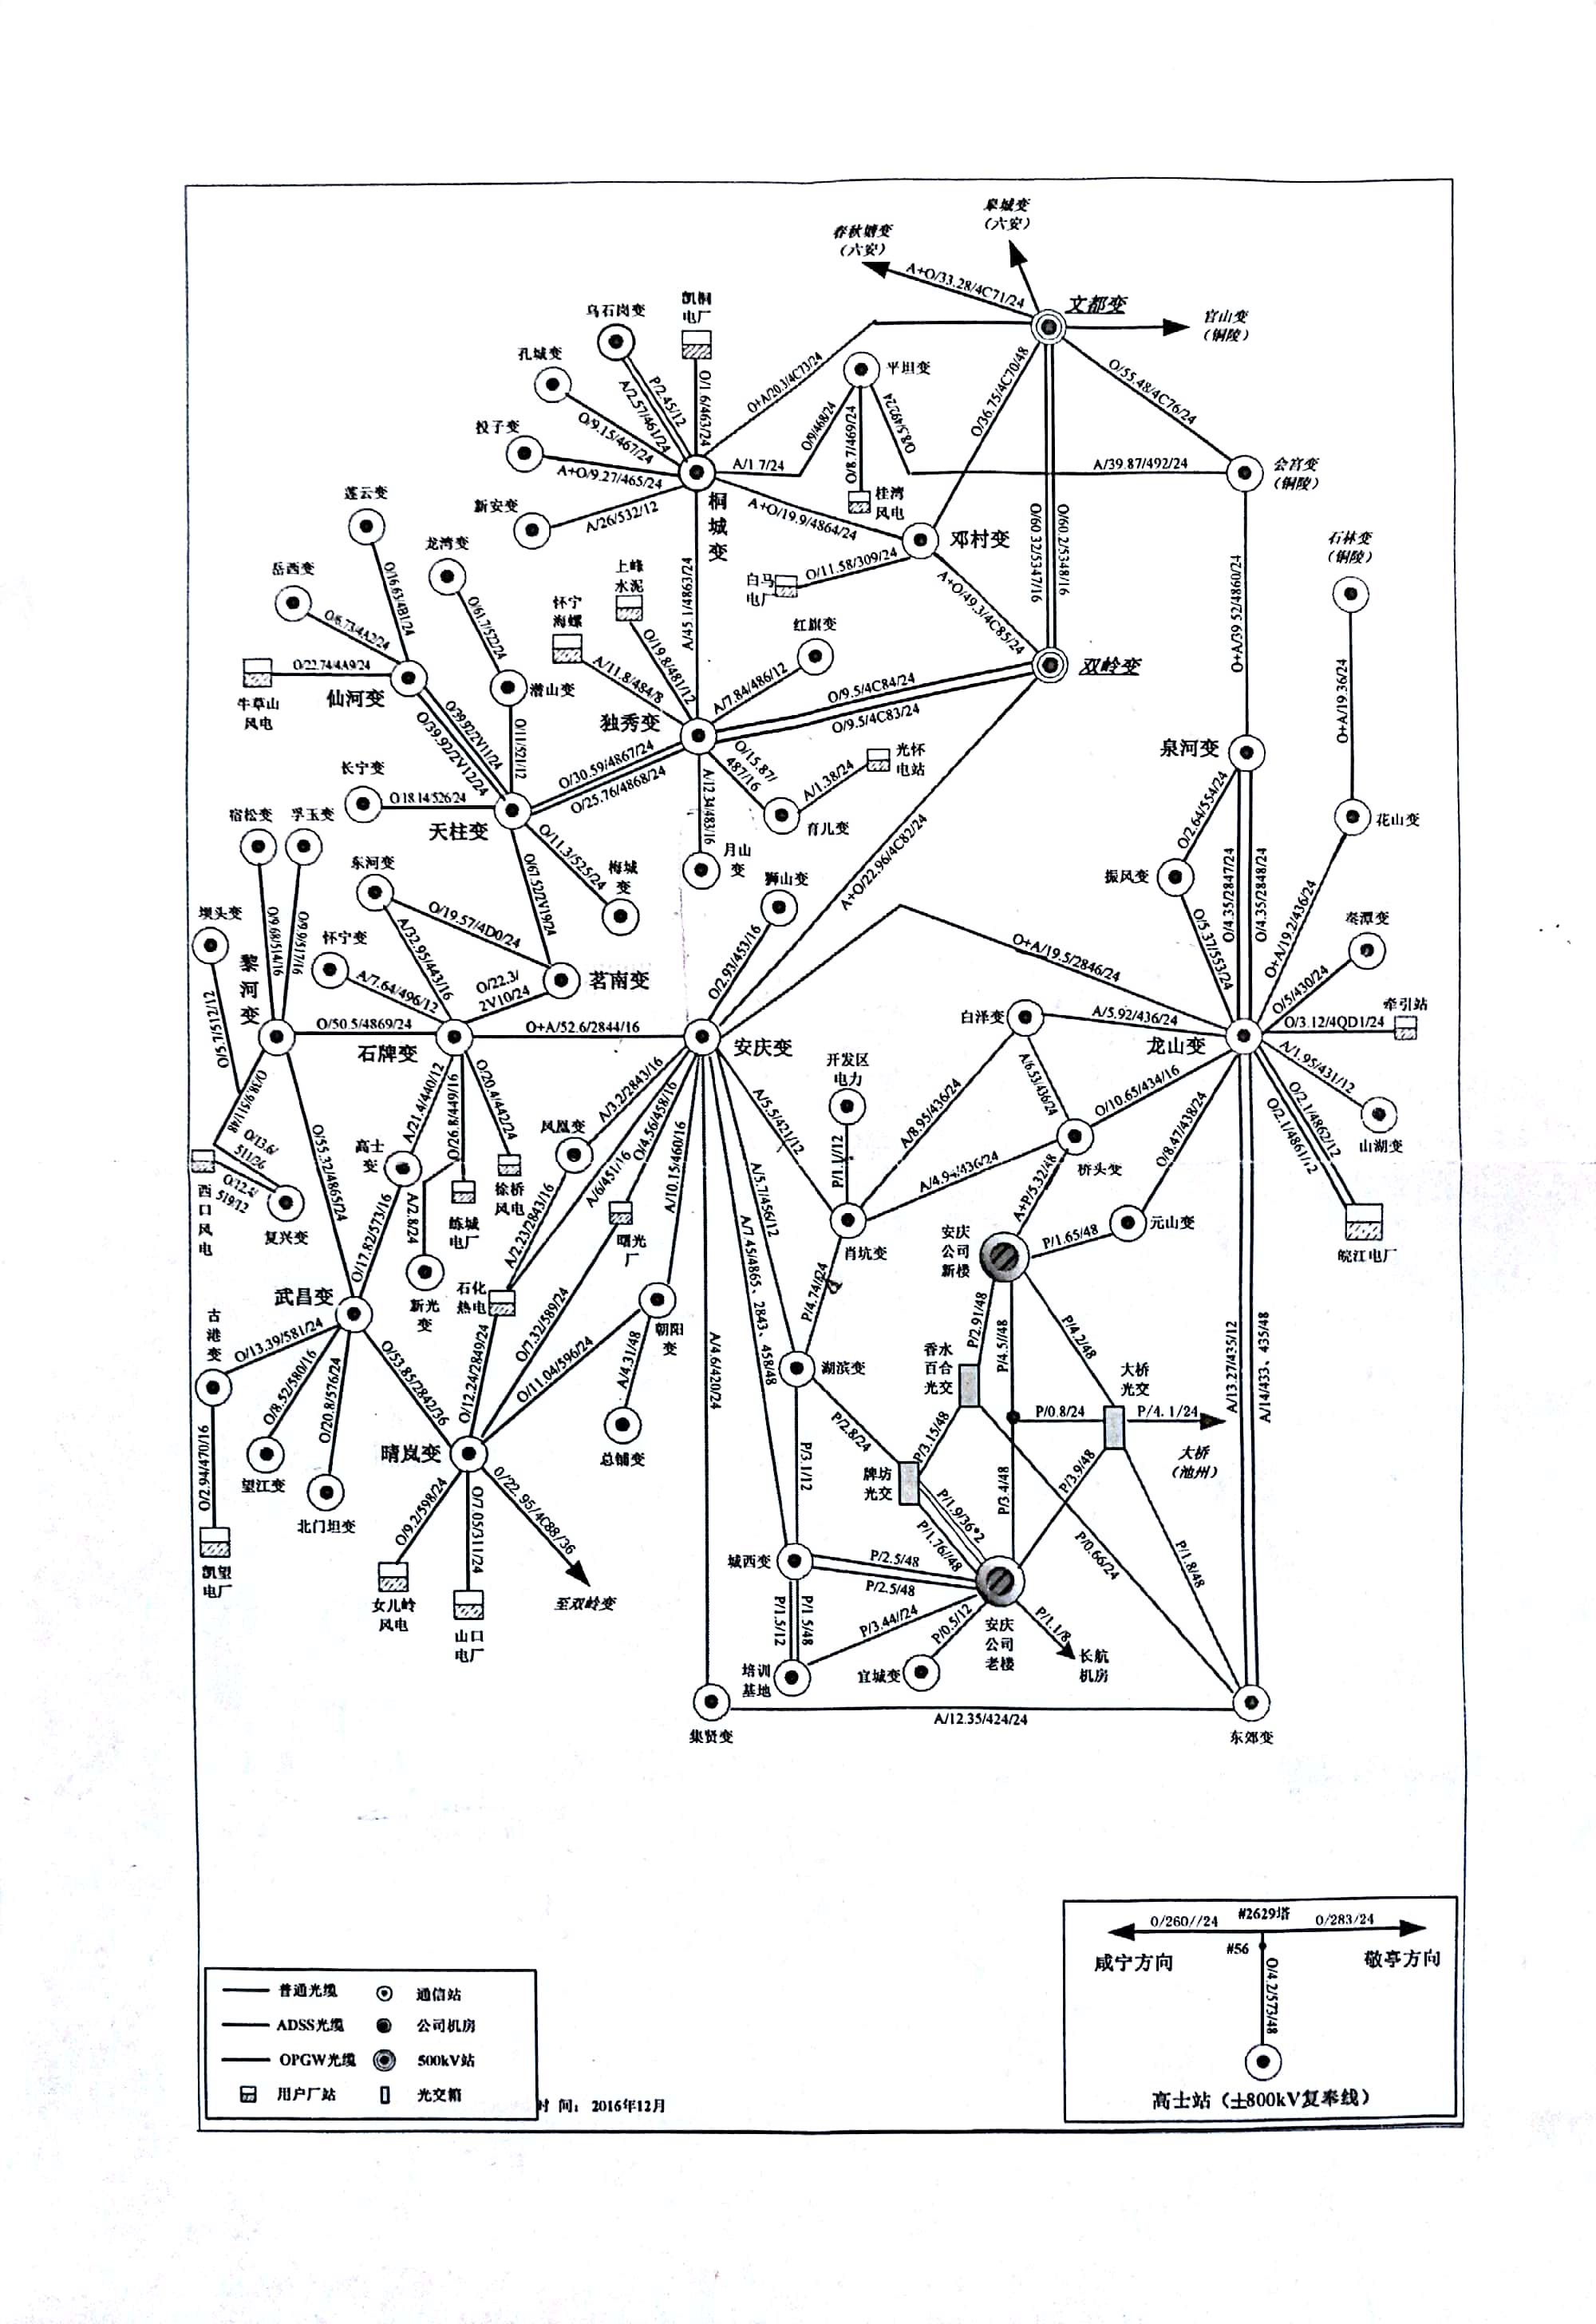 皋城变
（六安）
春秋塘变
（六安）
A+O/33.28/4C71/24
文都变
官山变
（铜陵）
凯桐
电厂
乌石岗变
孔城变
投子变
新安变
P/2.45/12
A/2.57/461/24
O/1.6/463/24
O/9.15/467/24
A+O/9.27/465/24
A/26/532/12
O+A/20.3/4C73/24
平坦变
O/9/468/24
O/8.7/469/24
O/8.5/492/24
A/1.7/24
O/36.75/4C70/48
O/55.48/4C76/24
A/39.87/492/24
会宫变
（铜陵）
桂湾
风电
桐
城
变
A+O/19.9/4864/24
邓村变
白马
电厂
O/11.58/309/24
A+O/49.3/4C85/24
O/60.32/5347/16
O/60.2/5348/16
石林变
（铜陵）
莲云变
龙湾变
岳西变
O/16.63/4B1/24
O/6.73/4A2/24
O/22.74/4A9/24
牛草山
风电
仙河变
O/61.7/522/24
潜山变
O/39.92/2V11/24
O/39.92/2V12/24
O/11/521/12
上峰
水泥
怀宁
海螺
O/19.8/481/12
A/11.8/484/8
A/45.1/4863/24
红旗变
A/7.84/486/12
双岭变
独秀变
O/9.5/4C84/24
O/9.5/4C83/24
O+A/39.52/4860/24
O+A/19.36/24
泉河变
长宁变
O/18.14/526/24
天柱变
O/30.59/4867/24
O/25.76/4868/24
O/15.87/
487/16
A/1.38/24
光怀
电站
育儿变
A/12.34/483/16
月山
变
O/11.3/525/24
梅城
变
O/67.52/2V19/24
宿松变
孚玉变
东河变
O/19.57/4D0/24
A/32.95/443/16
坝头变
怀宁变
A/7.64/496/12
O/9.68/514/16
O/9.9/517/16
黎
河
变
O/22.3/
2V10/24
茗南变
狮山变
O/2.93/453/16
A+O/22.96/4C82/24
O+A/19.5/2846/24
花山变
振风变
O/2.64/554/24
O/5.37/553/24
O/4.35/2847/24
O/4.35/2848/24
O+A/19.2/436/24
秦潭变
O/5/430/24
牵引站
O/3.12/4QD1/24
O/5.7/512/12
O/50.5/4869/24
石牌变
O+A/52.6/2844/16
安庆变
白泽变
A/5.92/436/24
龙山变
A/1.95/431/12
山湖变
O/2.1/4862/12
O/2.1/4861/12
皖江电厂
O/38.9/511/48
O/13.6/
511/36
O/12.4/
519/12
西
口
风
电
复兴变
O/55.32/4865/24
A/21.4/440/12
O/26.8/449/16
O/20.4/442/24
高士
变
A/2.8/24
新光
变
炼城
电厂
徐桥
风电
O/17.82/573/16
凤凰变
A/3.2/2843/16
A/2.23/2843/16
A/6/451/16
O/4.56/458/16
A/10.15/460/16
曙光
厂
石化
热电
朝阳
变
A/4.31/48
总铺变
A/5.5/421/12
A/5.7/456/12
A/7.45/4865、2843、458/48
A/4.6/420/24
开发区
电力
P/1.1/12
肖坑变
A/8.95/436/24
A/6.53/436/24
A/4.94/436/24
O/10.65/434/16
桥头变
O/8.47/438/24
A+P/5.32/48
元山变
P/1.65/48
安庆
公司
新楼
P/4.74/24
湖滨变
武昌变
古
港
变
O/13.39/581/24
O/8.52/580/16
O/20.8/576/24
O/2.94/470/16
望江变
北门坦变
凯望
电厂
O/53.85/2842/36
O/12.24/2849/24
O/7.32/589/24
O/11.04/596/24
晴岚变
O/9.2/598/24
O/7.05/311/24
O/22.95/4C88/36
女儿岭
风电
山口
电厂
至双岭变
P/2.91/48
P/4.5//48
P/4.2/48
香水
百合
光交
大桥
光交
P/0.8/24
P/4.1/24
大桥
（池州）
P/2.8/24
P/3.15/48
牌坊
光交
P/3.1/12
P/3.4/48
P/3.9/48
P/1.9/36*2
P/1.76//48
P/0.66/24
P/1.8/48
A/13.27/435/12
A/14/433、435/48
城西变
P/2.5/48
P/2.5/48
P/1.5/12
P/1.5/48
P/3.44//24
P/0.5/12
P/1.1/8
培训
基地
宜城变
安庆
公司
老楼
长航
机房
集贤变
A/12.35/424/24
东郊变
普通光缆
通信站
ADSS光缆
公司机房
OPGW光缆
500kV站
用户厂站
光交箱
时 间： 2016年12月
0/260//24
#2629塔
0/283/24
#56
咸宁方向
敬亭方向
O/4.2/573/48
高士站（±800kV复奉线）